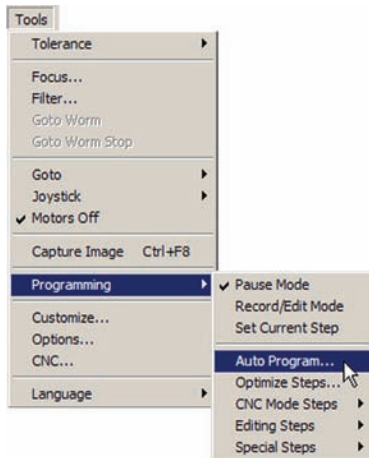 Tools
Tolerance
Focus...
Filter...
Goto Worm
Goto Worm Stop
Goto
Joystick
Motors Off
Capture Image Ctrl+F8
Programming
Customize...
Options...
CNC...
Language
Pause Mode
Record/Edit Mode
Set Current Step
Auto Program...
Optimize Steps...
CNC Mode Steps
Editing Steps
Special Steps